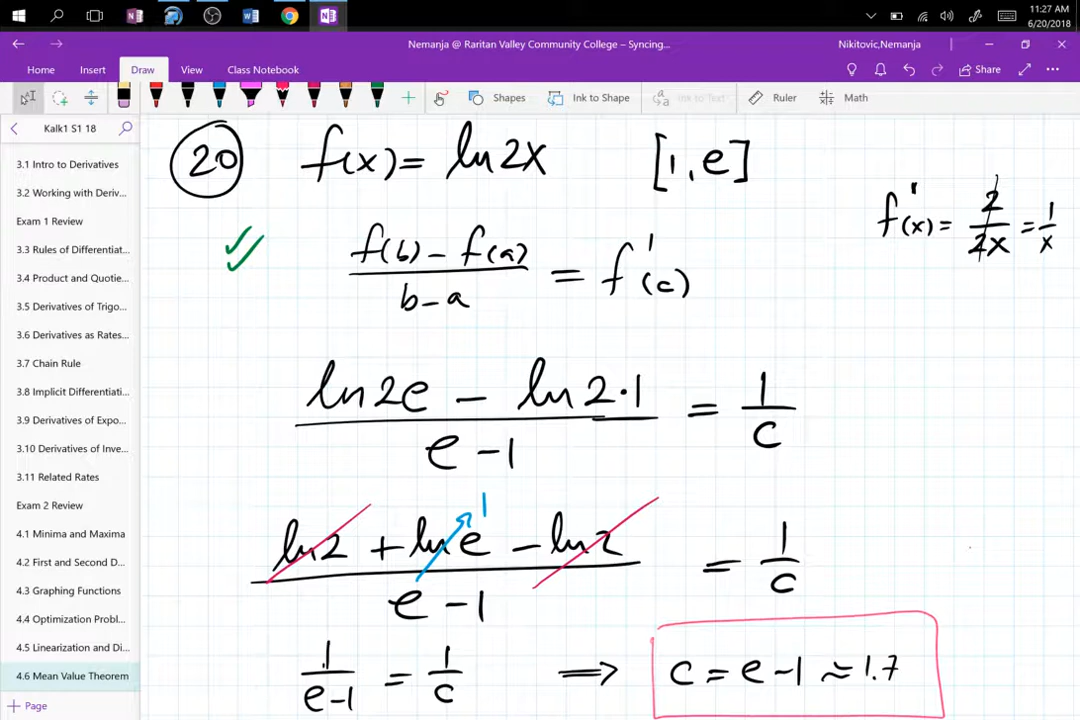 11:27 AM
6/20/2018
Nemanja @ Raritan Valley Community College – Syncing...
Nikitovic,Nemanja
Home Insert Draw View Class Notebook Share
Shapes Ink to Shape Ink to Text Ruler Math
Kalk1 S1 18
3.1 Intro to Derivatives
3.2 Working with Deriv...
Exam 1 Review
3.3 Rules of Differentiat...
3.4 Product and Quotie...
3.5 Derivatives of Trigo...
3.6 Derivatives as Rates...
3.7 Chain Rule
3.8 Implicit Differentiati...
3.9 Derivatives of Expo...
3.10 Derivatives of Inve...
3.11 Related Rates
Exam 2 Review
4.1 Minima and Maxima
4.2 First and Second D...
4.3 Graphing Functions
4.4 Optimization Probl...
4.5 Linearization and Di...
4.6 Mean Value Theorem
+ Page
20 f(x) = ln2x [1, e]
f'(x) = 2/2x = 1/x
f(b) – f(a) / b – a = f'(c)
ln2e – ln2·1 / e – 1 = 1/c
ln2 + ln e – ln2 / e – 1 = 1/c
1
1/e–1 = 1/c ⟹ c = e – 1 ≈ 1.7